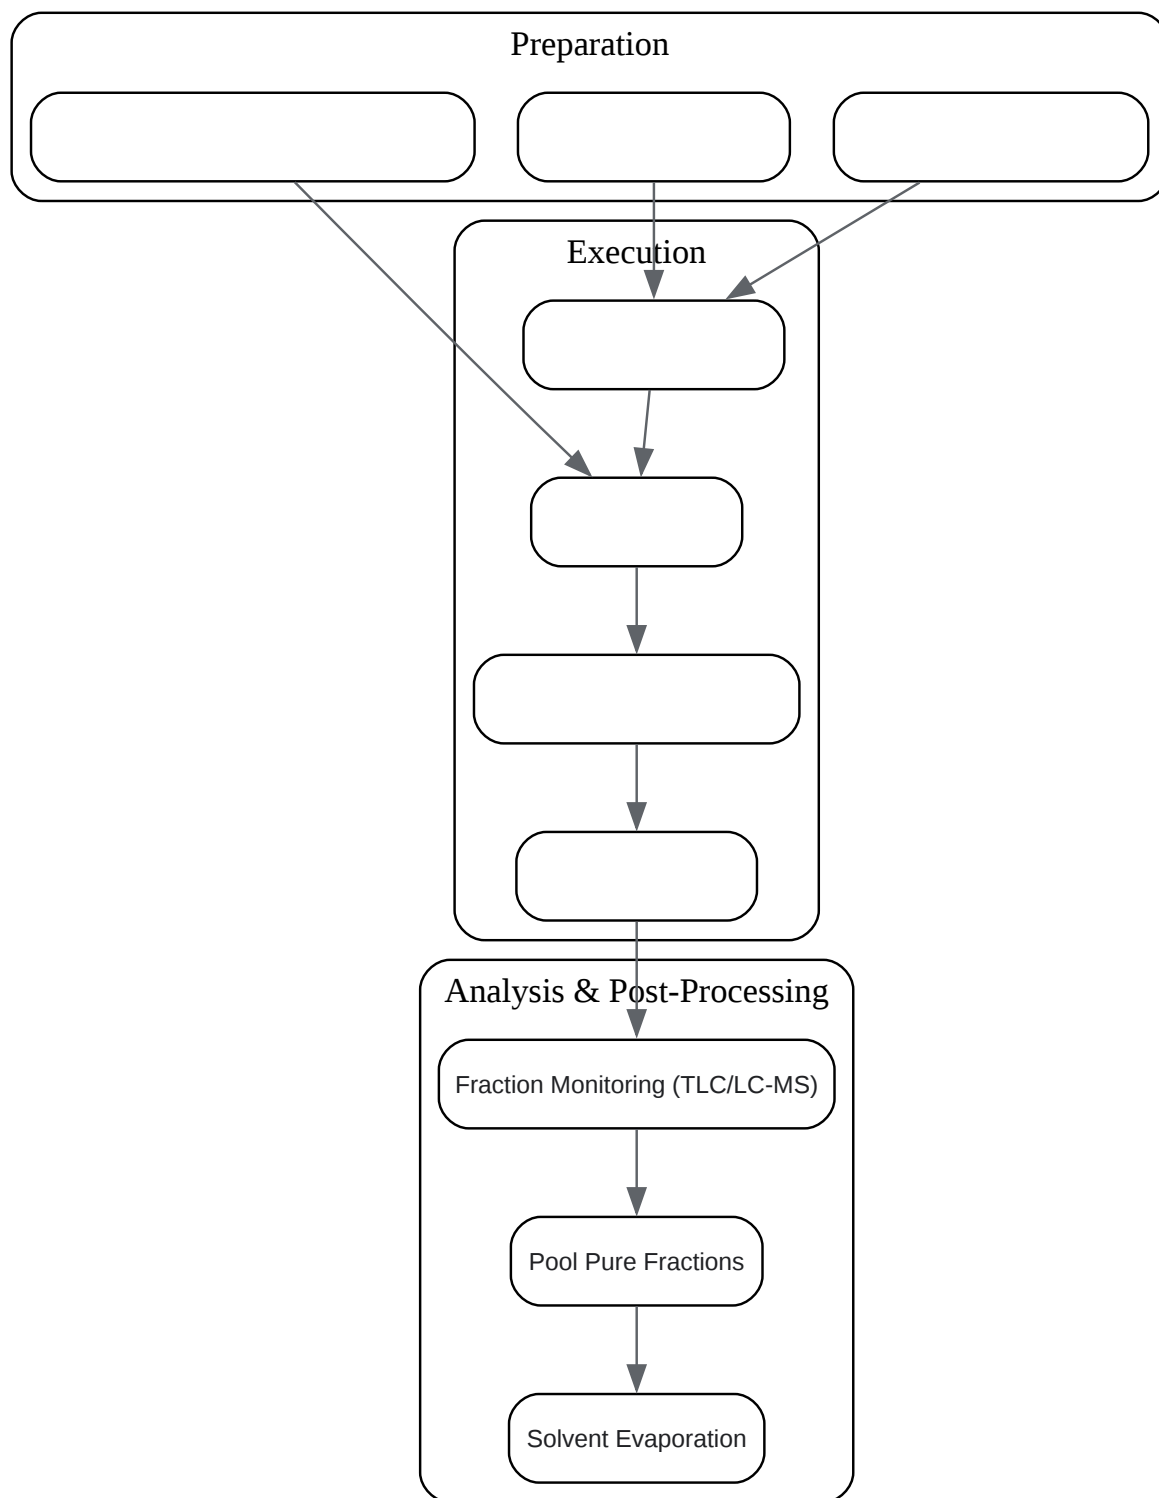 Preparation
Execution
Analysis & Post-Processing
Fraction Monitoring (TLC/LC-MS)
Pool Pure Fractions
Solvent Evaporation